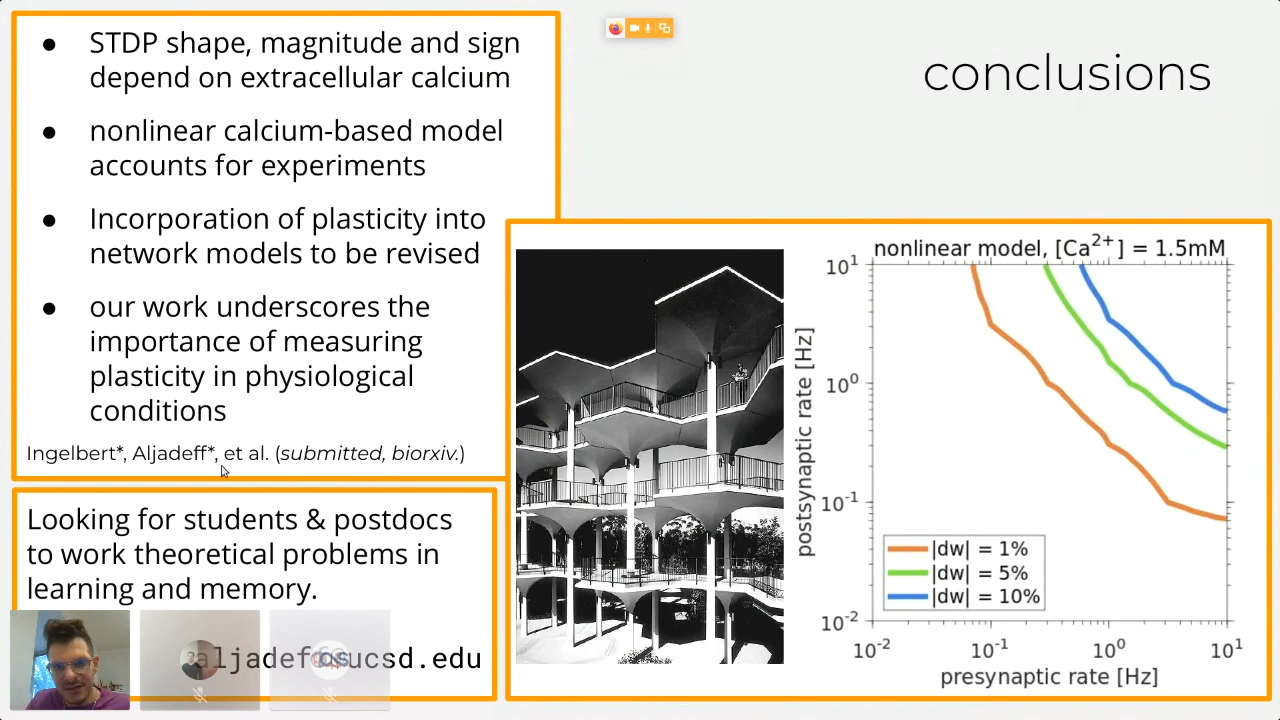 conclusions
● STDP shape, magnitude and sign
depend on extracellular calcium
● nonlinear calcium-based model
accounts for experiments
● Incorporation of plasticity into
network models to be revised
● our work underscores the
importance of measuring
plasticity in physiological
conditions
Ingelbert*, Aljadeff*, et al. (submitted, biorxiv.)
Looking for students & postdocs
to work theoretical problems in
learning and memory.
nonlinear model, [Ca²⁺] = 1.5mM
postsynaptic rate [Hz]
10¹
10⁰
10⁻¹
10⁻²
|dw| = 1%
|dw| = 5%
|dw| = 10%
10⁻² 10⁻¹ 10⁰ 10¹
presynaptic rate [Hz]